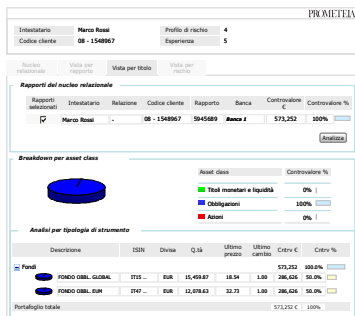 PROMETEIA
Intestatario Marco Rossi Profilo di rischio 4
Codice cliente 08 - 1548967 Esperienza 5
Nucleo relazionale Vista per rapporto Vista per titolo Vista per rischio
Rapporti del nucleo relazionale
Rapporti selezionati Intestatario Relazione Codice cliente Rapporto Banca Controvalore € Controvalore %
Marco Rossi - 08 - 1548967 5945689 Banca 1 573,252 100%
Analizza
Breakdown per asset class
Asset class Controvalore %
Titoli monetari e liquidità 0%
Obbligazioni 100%
Azioni 0%
Analisi per tipologia di strumento
Descrizione ISIN Divisa Q.tà Ultimo prezzo Ultimo cambio Cntrv € Cntrv %
Fondi 573,252 100.0%
FONDO OBBL. GLOBAL IT15 ... EUR 15,459.87 18.54 1.00 286,626 50.0%
FONDO OBBL. EUM IT47 ... EUR 12,078.63 32.73 1.00 286,626 50.0%
Portafoglio totale 573,252 € 100%